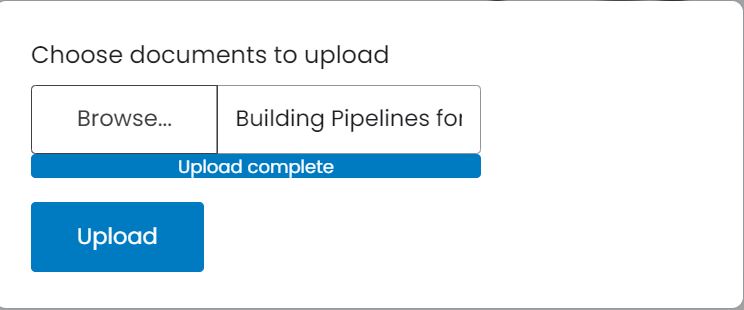 Choose documents to upload
Browse... Building Pipelines for
Upload complete
Upload